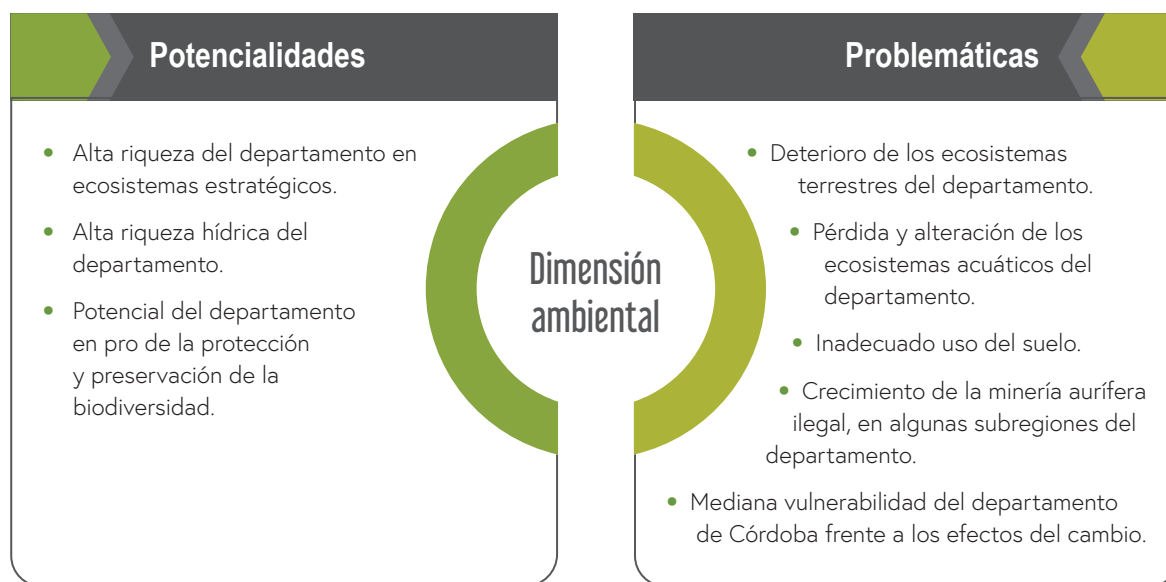 Potencialidades
• Alta riqueza del departamento en
ecosistemas estratégicos.
• Alta riqueza hídrica del
departamento.
• Potencial del departamento
en pro de la protección
y preservación de la
biodiversidad.
Dimensión
ambiental
Problemáticas
• Deterioro de los ecosistemas
terrestres del departamento.
• Pérdida y alteración de los
ecosistemas acuáticos del
departamento.
• Inadecuado uso del suelo.
• Crecimiento de la minería aurífera
ilegal, en algunas subregiones del
departamento.
• Mediana vulnerabilidad del departamento
de Córdoba frente a los efectos del cambio.